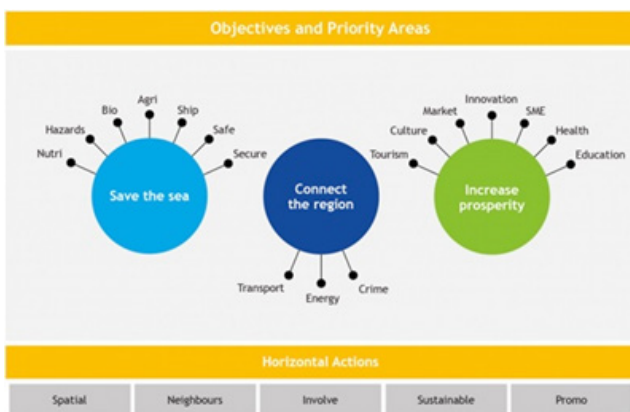 Objectives and Priority Areas
Nutri
Hazards
Bio
Agri
Ship
Safe
Secure
Save the sea
Transport
Energy
Crime
Connect
the region
Tourism
Culture
Market
Innovation
SME
Health
Education
Increase
prosperity
Horizontal Actions
Spatial
Neighbours
Involve
Sustainable
Promo